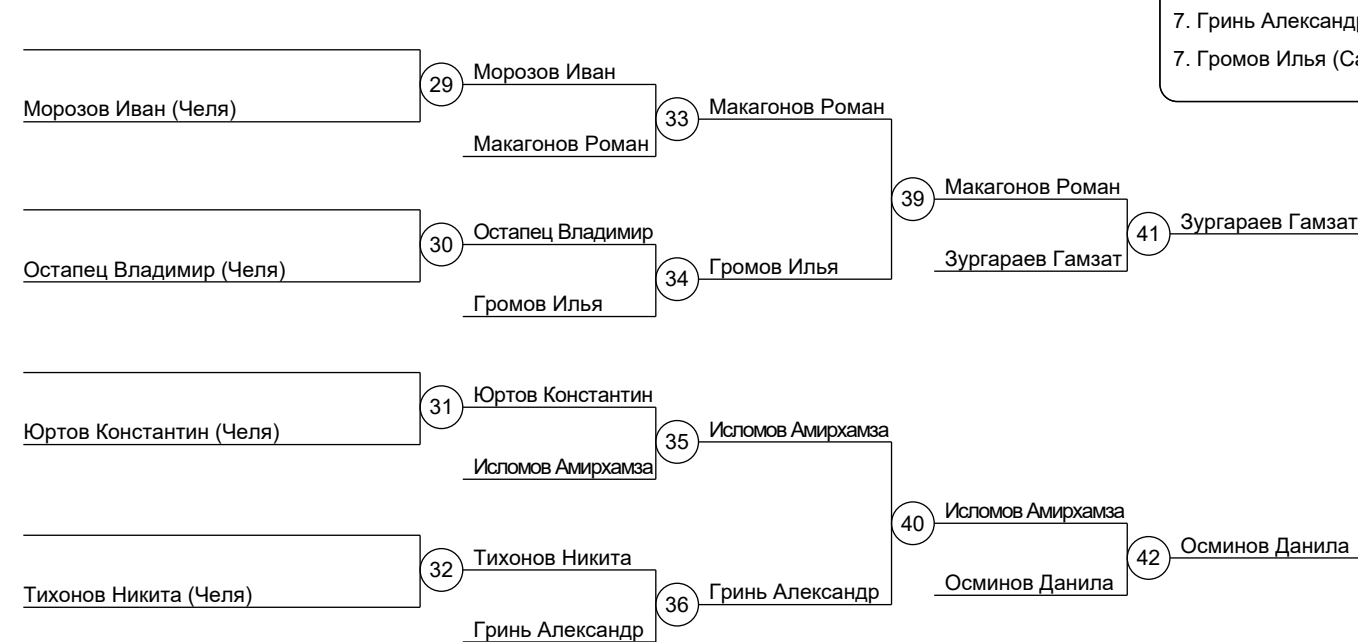 7. Гринь Александр
7. Громов Илья (Са
29
Морозов Иван
Морозов Иван (Челя)
33
Макагонов Роман
Макагонов Роман
39
Макагонов Роман
30
Остапец Владимир
41
Зургараев Гамзат
Остапец Владимир (Челя)
34
Громов Илья
Зургараев Гамзат
Громов Илья
31
Юртов Константин
Юртов Константин (Челя)
35
Исломов Амирхамза
Исломов Амирхамза
40
Исломов Амирхамза
32
Тихонов Никита
42
Осминов Данила
Тихонов Никита (Челя)
36
Гринь Александр
Осминов Данила
Гринь Александр